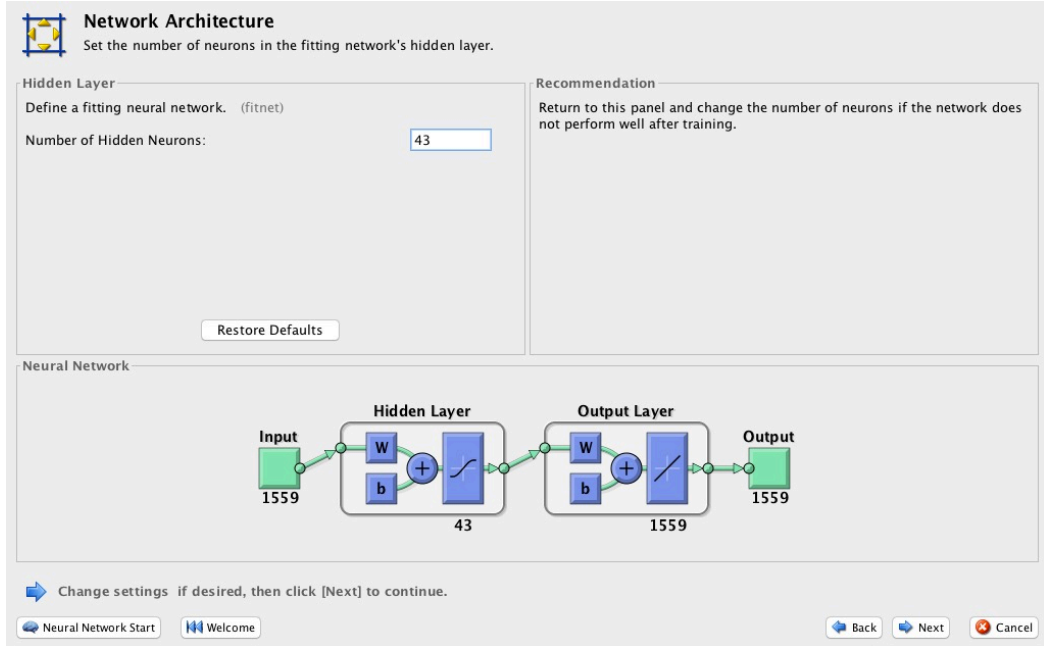 Network Architecture
Set the number of neurons in the fitting network's hidden layer.
Hidden Layer
Define a fitting neural network. (fitnet)
Number of Hidden Neurons: 43
Restore Defaults
Recommendation
Return to this panel and change the number of neurons if the network does
not perform well after training.
Neural Network
Hidden Layer Output Layer
Input Output
W W
b b
1559 1559
43 1559
Change settings if desired, then click [Next] to continue.
Neural Network Start Welcome Back Next Cancel